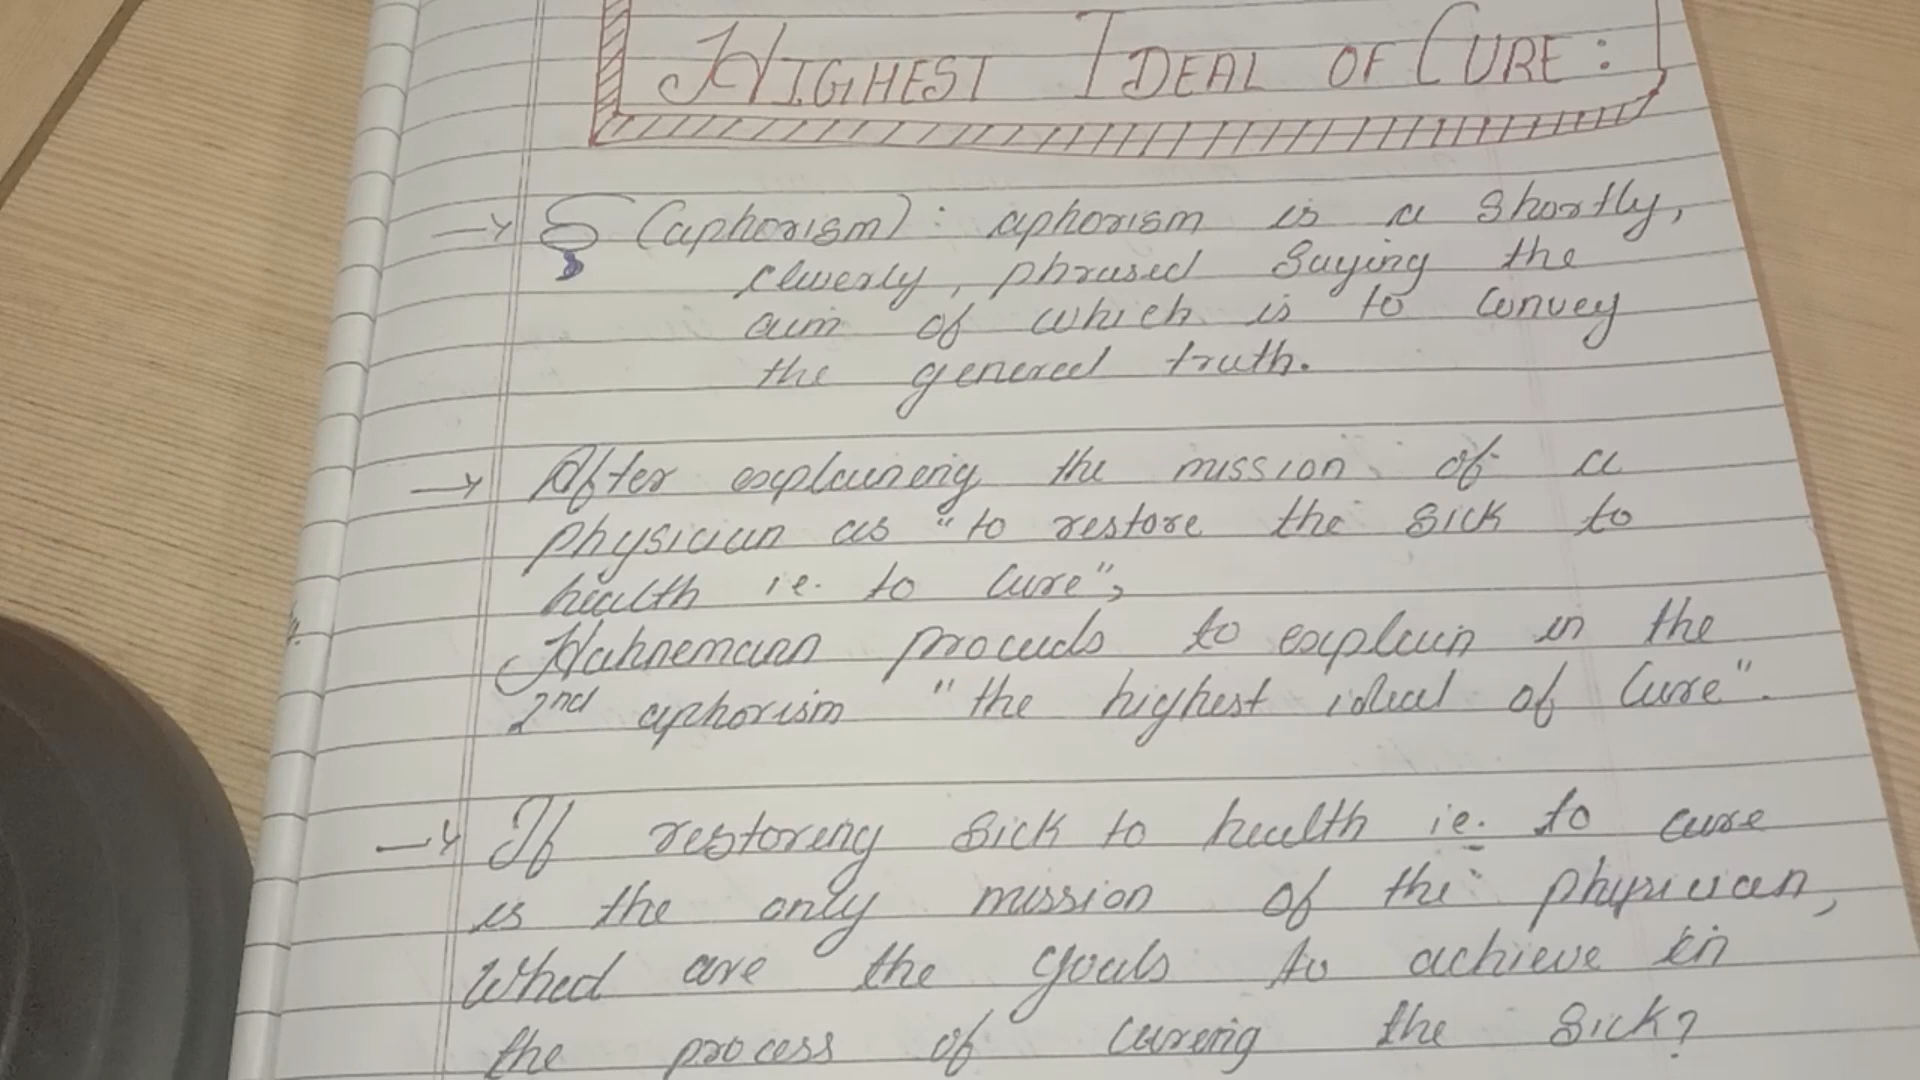 HIGHEST IDEAL OF CURE:
→ § (aphorism): aphorism is a shortly,
cleverly, phrased saying the
aim of which is to convey
the general truth.
→ After explaining the mission of a
physician as "to restore the sick to
health ie. to cure",
Hahnemann proceeds to explain in the
2nd aphorism "the highest ideal of cure".
→ If restoring sick to health ie. to cure
is the only mission of the physician,
what are the goals to achieve in
the process of cureing the sick?